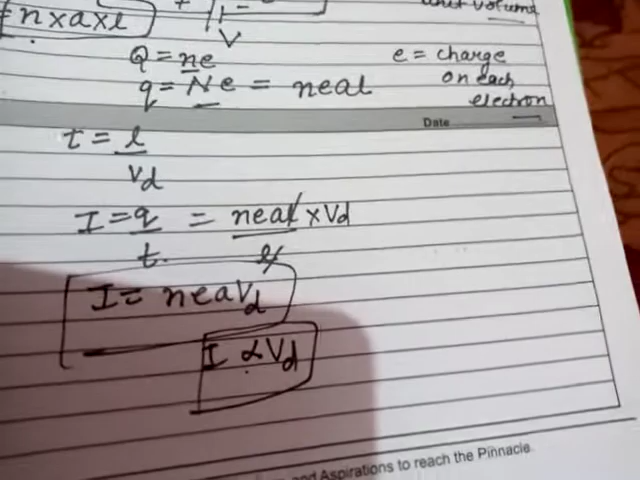 = n x a x l
+ -
unit volume
V
Q = ne
e = charge
on each
electron
q = Ne = neal
Date
t = l
Vd
I = q = neal x Vd
t. l
I = neaVd
I α Vd
and Aspirations to reach the Pinnacle